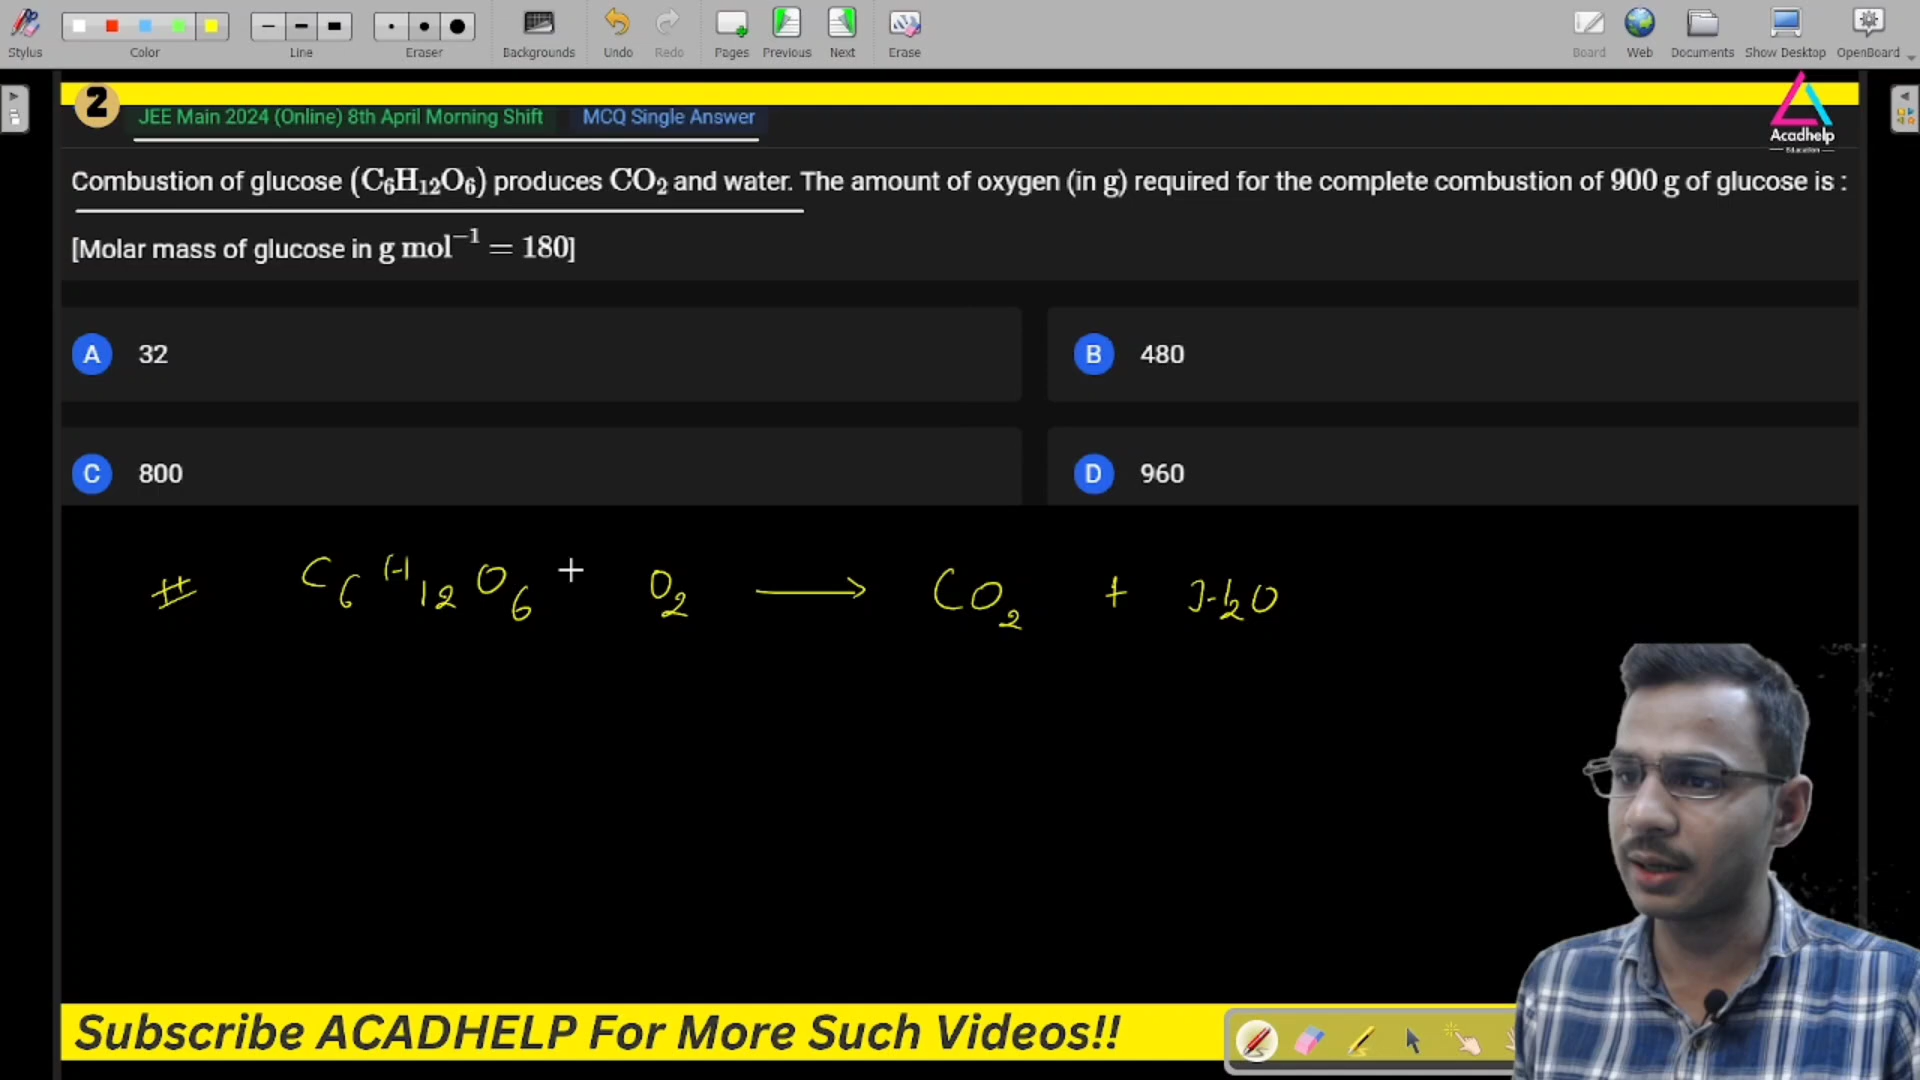 Stylus Color Line Eraser Backgrounds Undo Redo Pages Previous Next Erase Board Web Documents Show Desktop OpenBoard
2
JEE Main 2024 (Online) 8th April Morning Shift MCQ Single Answer
Acadhelp
Education
Combustion of glucose (C₆H₁₂O₆) produces CO₂ and water. The amount of oxygen (in g) required for the complete combustion of 900 g of glucose is :
[Molar mass of glucose in g mol⁻¹ = 180]
A 32
B 480
C 800
D 960
# C₆H₁₂O₆ + O₂ ⟶ CO₂ + H₂O
Subscribe ACADHELP For More Such Videos!!